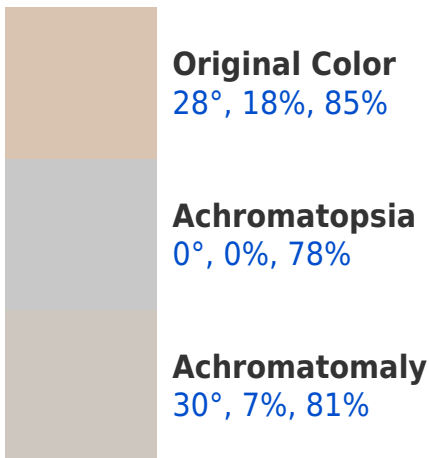 Original Color
28°, 18%, 85%
Achromatopsia
0°, 0%, 78%
Achromatomaly
30°, 7%, 81%